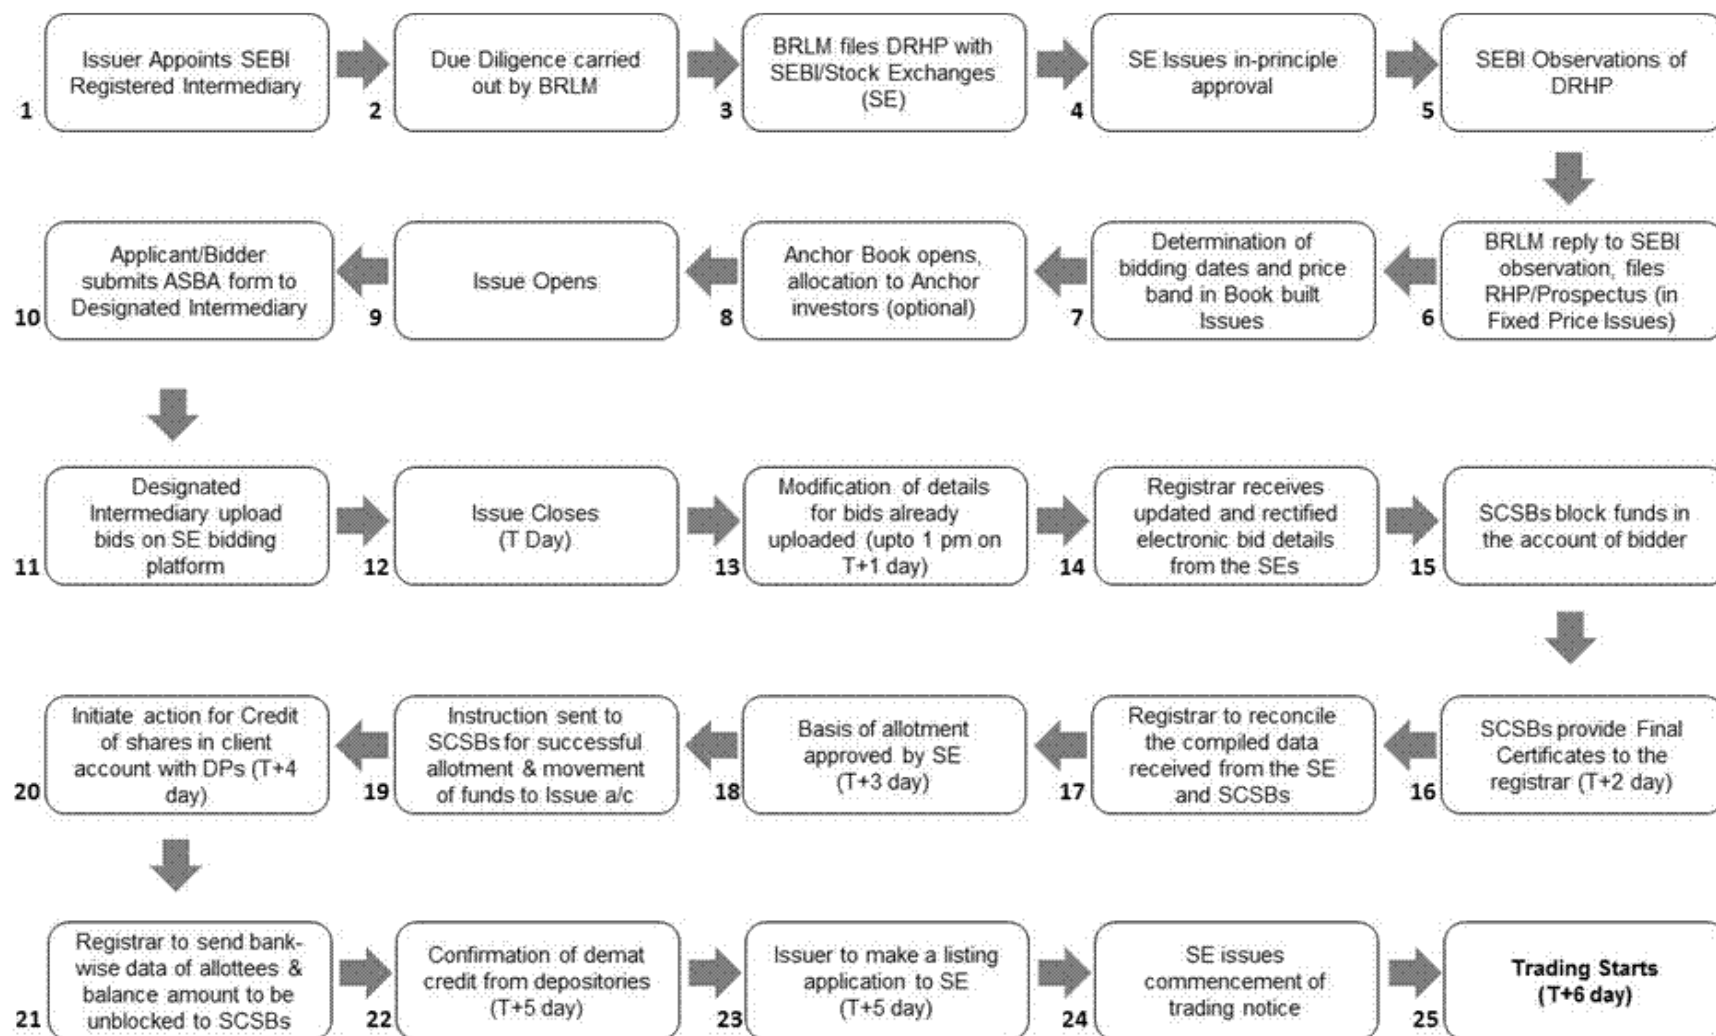 1
Issuer Appoints SEBI
Registered Intermediary
2
Due Diligence carried
out by BRLM
3
BRLM files DRHP with
SEBI/Stock Exchanges
(SE)
4
SE Issues in-principle
approval
5
SEBI Observations of
DRHP
6
BRLM reply to SEBI
observation, files
RHP/Prospectus (in
Fixed Price Issues)
7
Determination of
bidding dates and price
band in Book built
Issues
8
Anchor Book opens,
allocation to Anchor
investors (optional)
9
Issue Opens
10
Applicant/Bidder
submits ASBA form to
Designated Intermediary
11
Designated
Intermediary upload
bids on SE bidding
platform
12
Issue Closes
(T Day)
13
Modification of details
for bids already
uploaded (upto 1 pm on
T+1 day)
14
Registrar receives
updated and rectified
electronic bid details
from the SEs
15
SCSBs block funds in
the account of bidder
16
SCSBs provide Final
Certificates to the
registrar (T+2 day)
17
Registrar to reconcile
the compiled data
received from the SE
and SCSBs
18
Basis of allotment
approved by SE
(T+3 day)
19
Instruction sent to
SCSBs for successful
allotment & movement
of funds to Issue a/c
20
Initiate action for Credit
of shares in client
account with DPs (T+4
day)
21
Registrar to send bank-
wise data of allottees &
balance amount to be
unblocked to SCSBs
22
Confirmation of demat
credit from depositories
(T+5 day)
23
Issuer to make a listing
application to SE
(T+5 day)
24
SE issues
commencement of
trading notice
25
Trading Starts
(T+6 day)